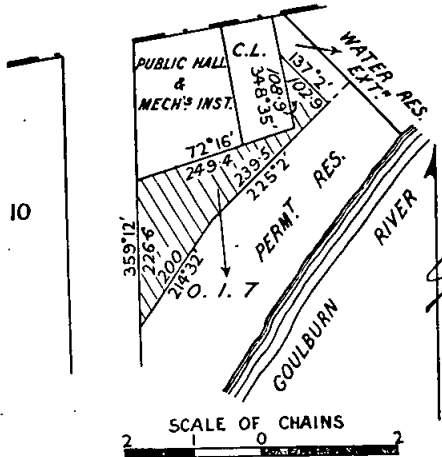 PUBLIC HALL
&
MECH'S INST.
C.L.
WATER RES.
EXTN
137°2'
102·9
108·9
348°35'
72°16'
249·4
239·5
225°2'
PERMT. RES.
10
359°12'
226·6
200
214°32'
0. 1. 7
GOULBURN RIVER
SCALE OF CHAINS
2 1 0 2